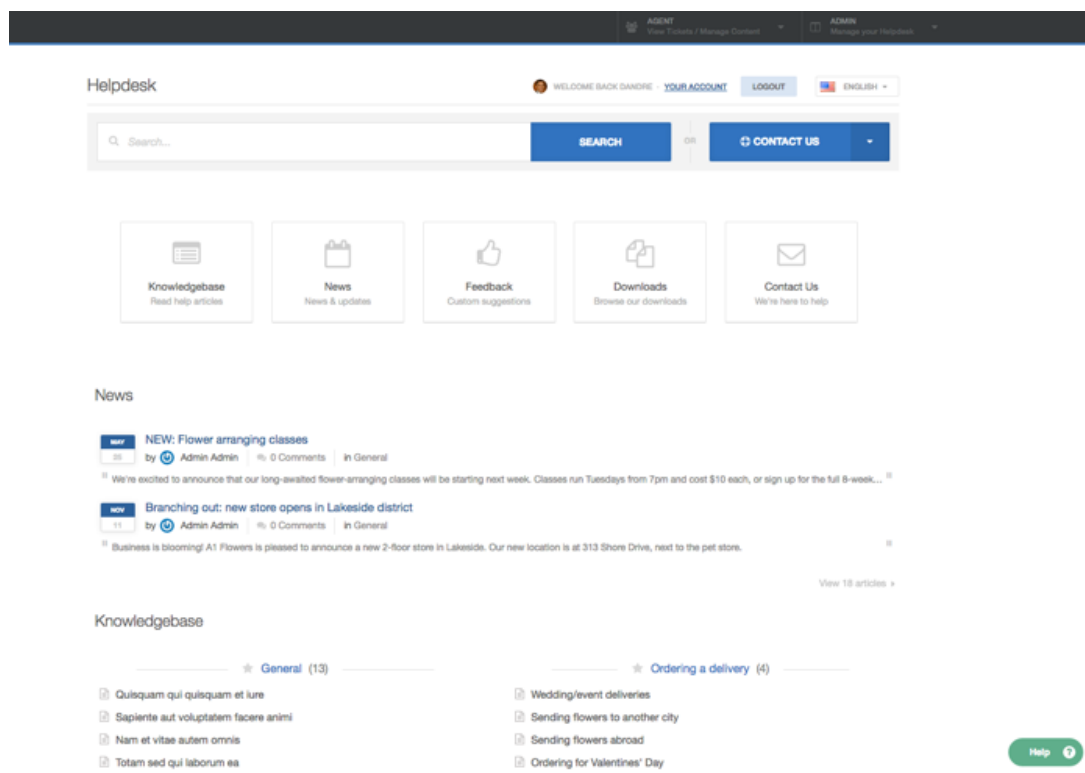 AGENT
View Tickets / Manage Content
ADMIN
Manage your Helpdesk
Helpdesk
WELCOME BACK DANDRE - YOUR ACCOUNT
LOGOUT
ENGLISH
Search...
SEARCH
OR
CONTACT US
Knowledgebase
Read help articles
News
News & updates
Feedback
Custom suggestions
Downloads
Browse our downloads
Contact Us
We're here to help
News
MAY
NEW: Flower arranging classes
by Admin Admin 0 Comments in General
We're excited to announce that our long-awaited flower-arranging classes will be starting next week. Classes run Tuesdays from 7pm and cost $10 each, or sign up for the full 8-week...
NOV
Branching out: new store opens in Lakeside district
11 by Admin Admin 0 Comments in General
Business is blooming! A1 Flowers is pleased to announce a new 2-floor store in Lakeside. Our new location is at 313 Shore Drive, next to the pet store.
View 18 articles
Knowledgebase
General (13)
Quisquam qui quisquam et iure
Sapiente aut voluptatem facere animi
Nam et vitae autem omnis
Totam sed qui laborum ea
Ordering a delivery (4)
Wedding/event deliveries
Sending flowers to another city
Sending flowers abroad
Ordering for Valentines' Day
Help